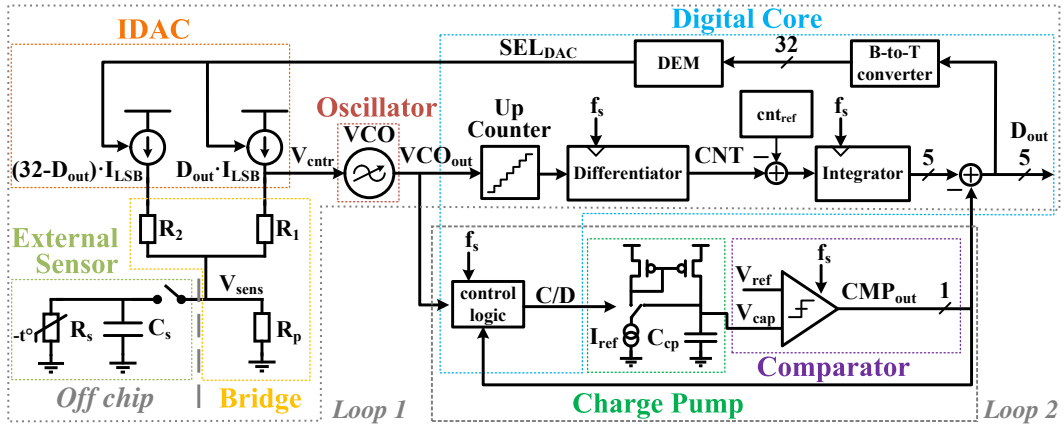 IDAC
Digital Core
SEL_DAC
DEM
32
B-to-T
converter
Oscillator
VCO
Up
Counter
f_s
cnt_ref
f_s
D_out
V_cntr
VCO_out
Differentiator
CNT
−
Integrator
5
−
5
(32-D_out)·I_LSB
D_out·I_LSB
R_2
R_1
External
Sensor
V_sens
f_s
control
logic
C/D
V_ref
f_s
V_cap
CMP_out
1
-t°
R_s
C_s
R_p
I_ref
C_cp
Comparator
Off chip
Bridge
Loop 1
Charge Pump
Loop 2